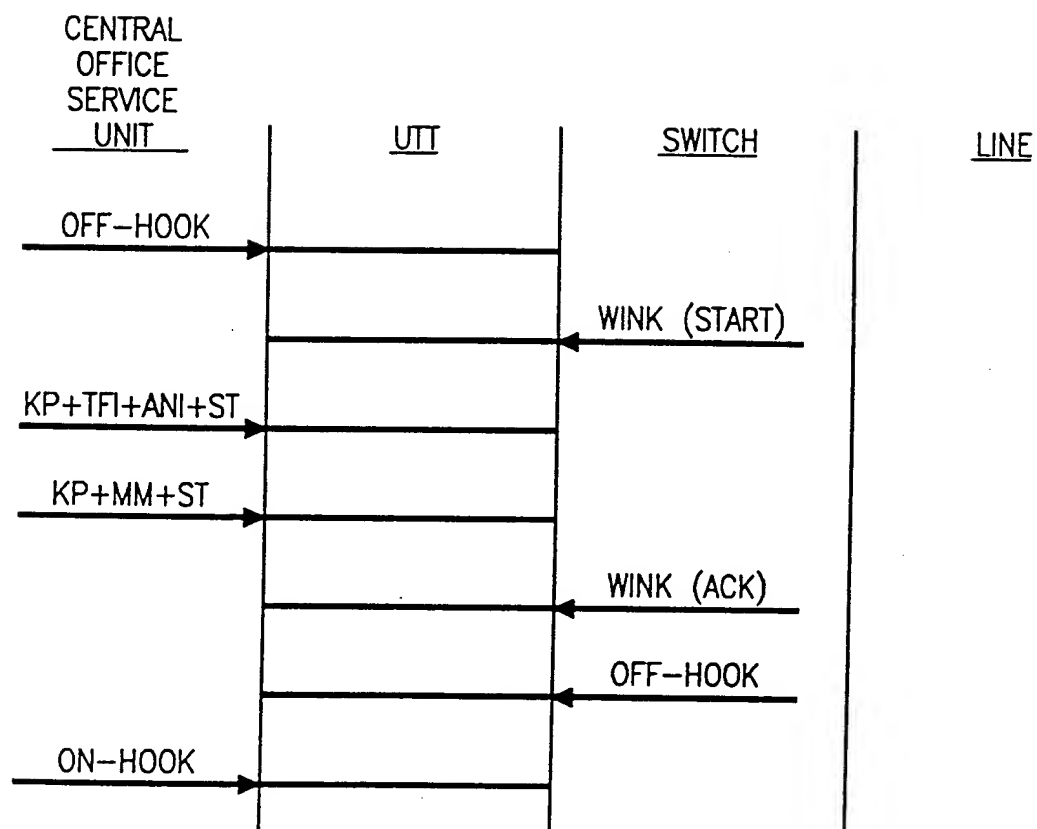 CENTRAL
OFFICE
SERVICE
UNIT
UTT
SWITCH
LINE
OFF-HOOK
WINK (START)
KP+TFI+ANI+ST
KP+MM+ST
WINK (ACK)
OFF-HOOK
ON-HOOK